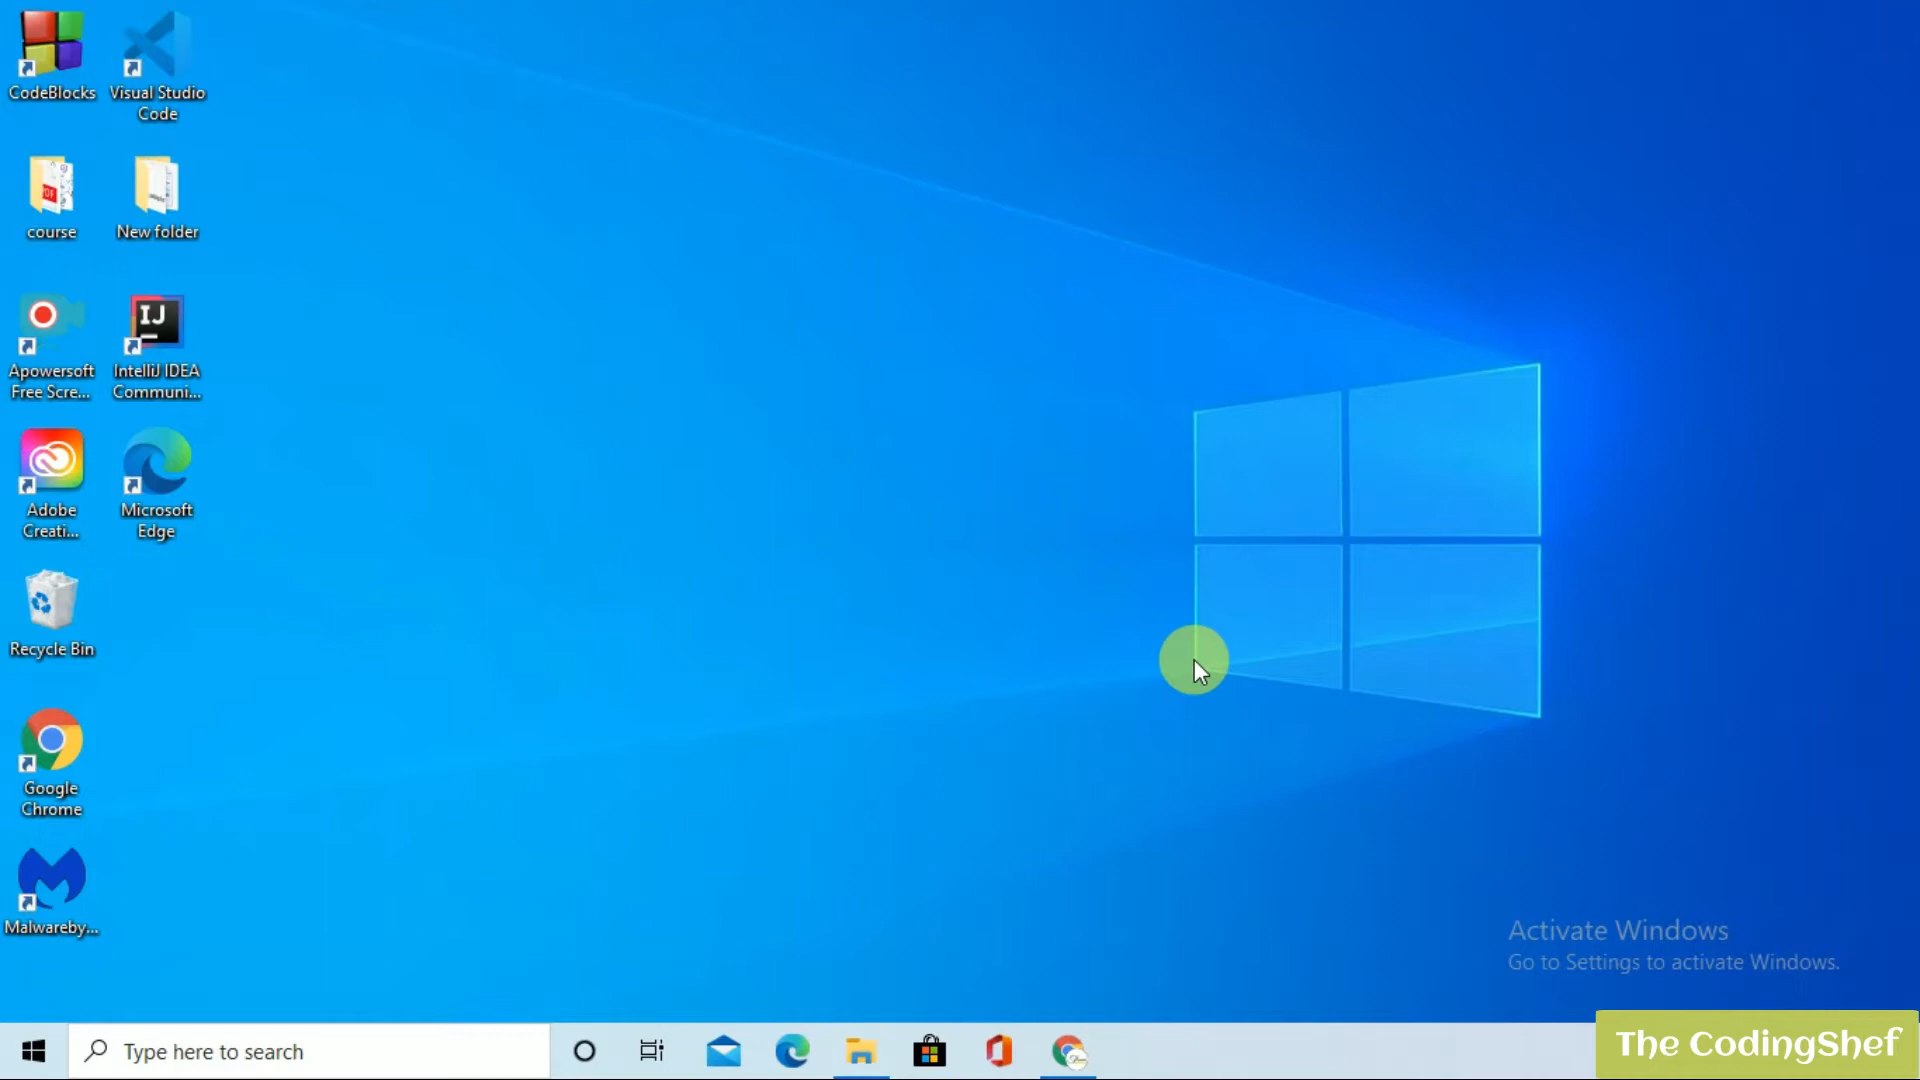 CodeBlocks
Visual Studio
Code
course
New folder
Apowersoft
Free Scre...
IJ
IntelliJ IDEA
Communi...
Adobe
Creati...
Microsoft
Edge
Recycle Bin
Google
Chrome
Malwareby...
Activate Windows
Go to Settings to activate Windows.
Type here to search
The CodingShef